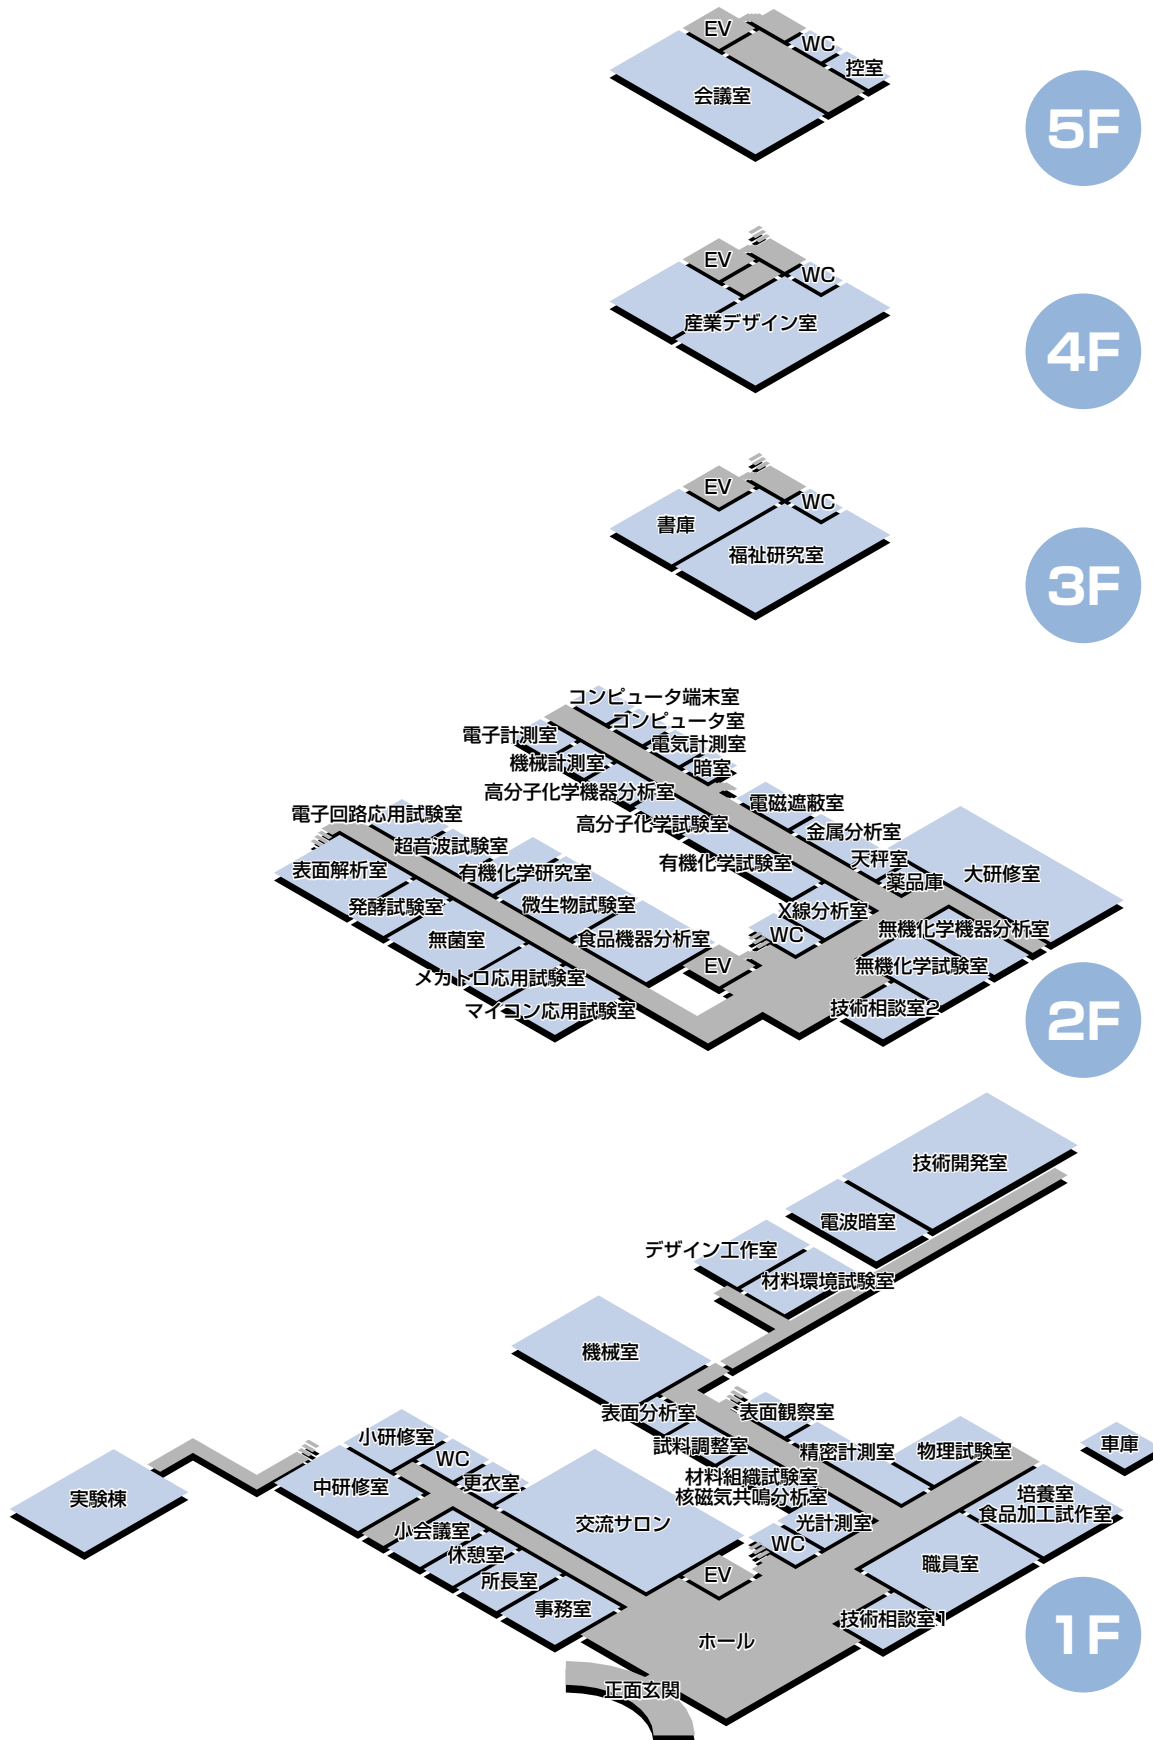 EV
WC
控室
会議室
5F
EV
WC
産業デザイン室
4F
EV
WC
書庫
福祉研究室
3F
コンピュータ端末室
コンピュータ室
電子計測室
電気計測室
機械計測室
暗室
高分子化学機器分析室
電磁遮蔽室
電子回路応用試験室
高分子化学試験室
金属分析室
超音波試験室
天秤室
有機化学試験室
表面解析室
有機化学研究室
大研修室
薬品庫
発酵試験室
微生物試験室
X線分析室
無機化学機器分析室
無菌室
食品機器分析室
WC
EV
無機化学試験室
メカトロ応用試験室
マイコン応用試験室
技術相談室2
2F
技術開発室
電波暗室
デザイン工作室
材料環境試験室
機械室
表面分析室
表面観察室
小研修室
試料調整室
精密計測室
物理試験室
車庫
WC
材料組織試験室
核磁気共鳴分析室
更衣室
中研修室
実験棟
培養室
食品加工試作室
交流サロン
光計測室
小会議室
WC
休憩室
職員室
EV
所長室
事務室
技術相談室1
ホール
1F
正面玄関